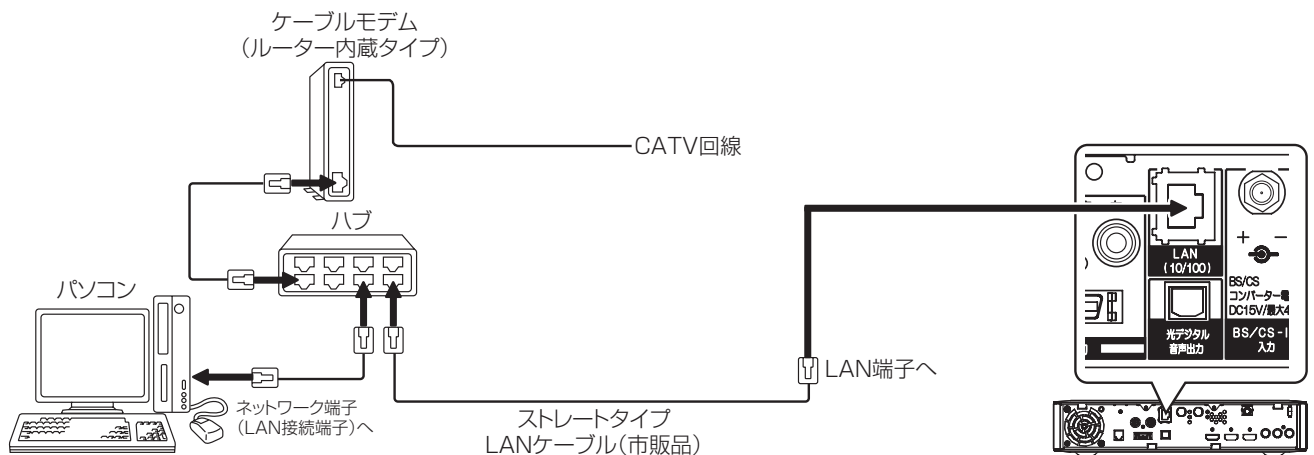 ケーブルモデム
（ルーター内蔵タイプ）
CATV回線
ハブ
パソコン
ネットワーク端子
（LAN接続端子）へ
ストレートタイプ
LANケーブル（市販品）
LAN端子へ
LAN
(10/100)
光デジタル
音声出力
+ −
BS/CS
コンバーター電
DC15V/最大4
BS/CS-I
入力